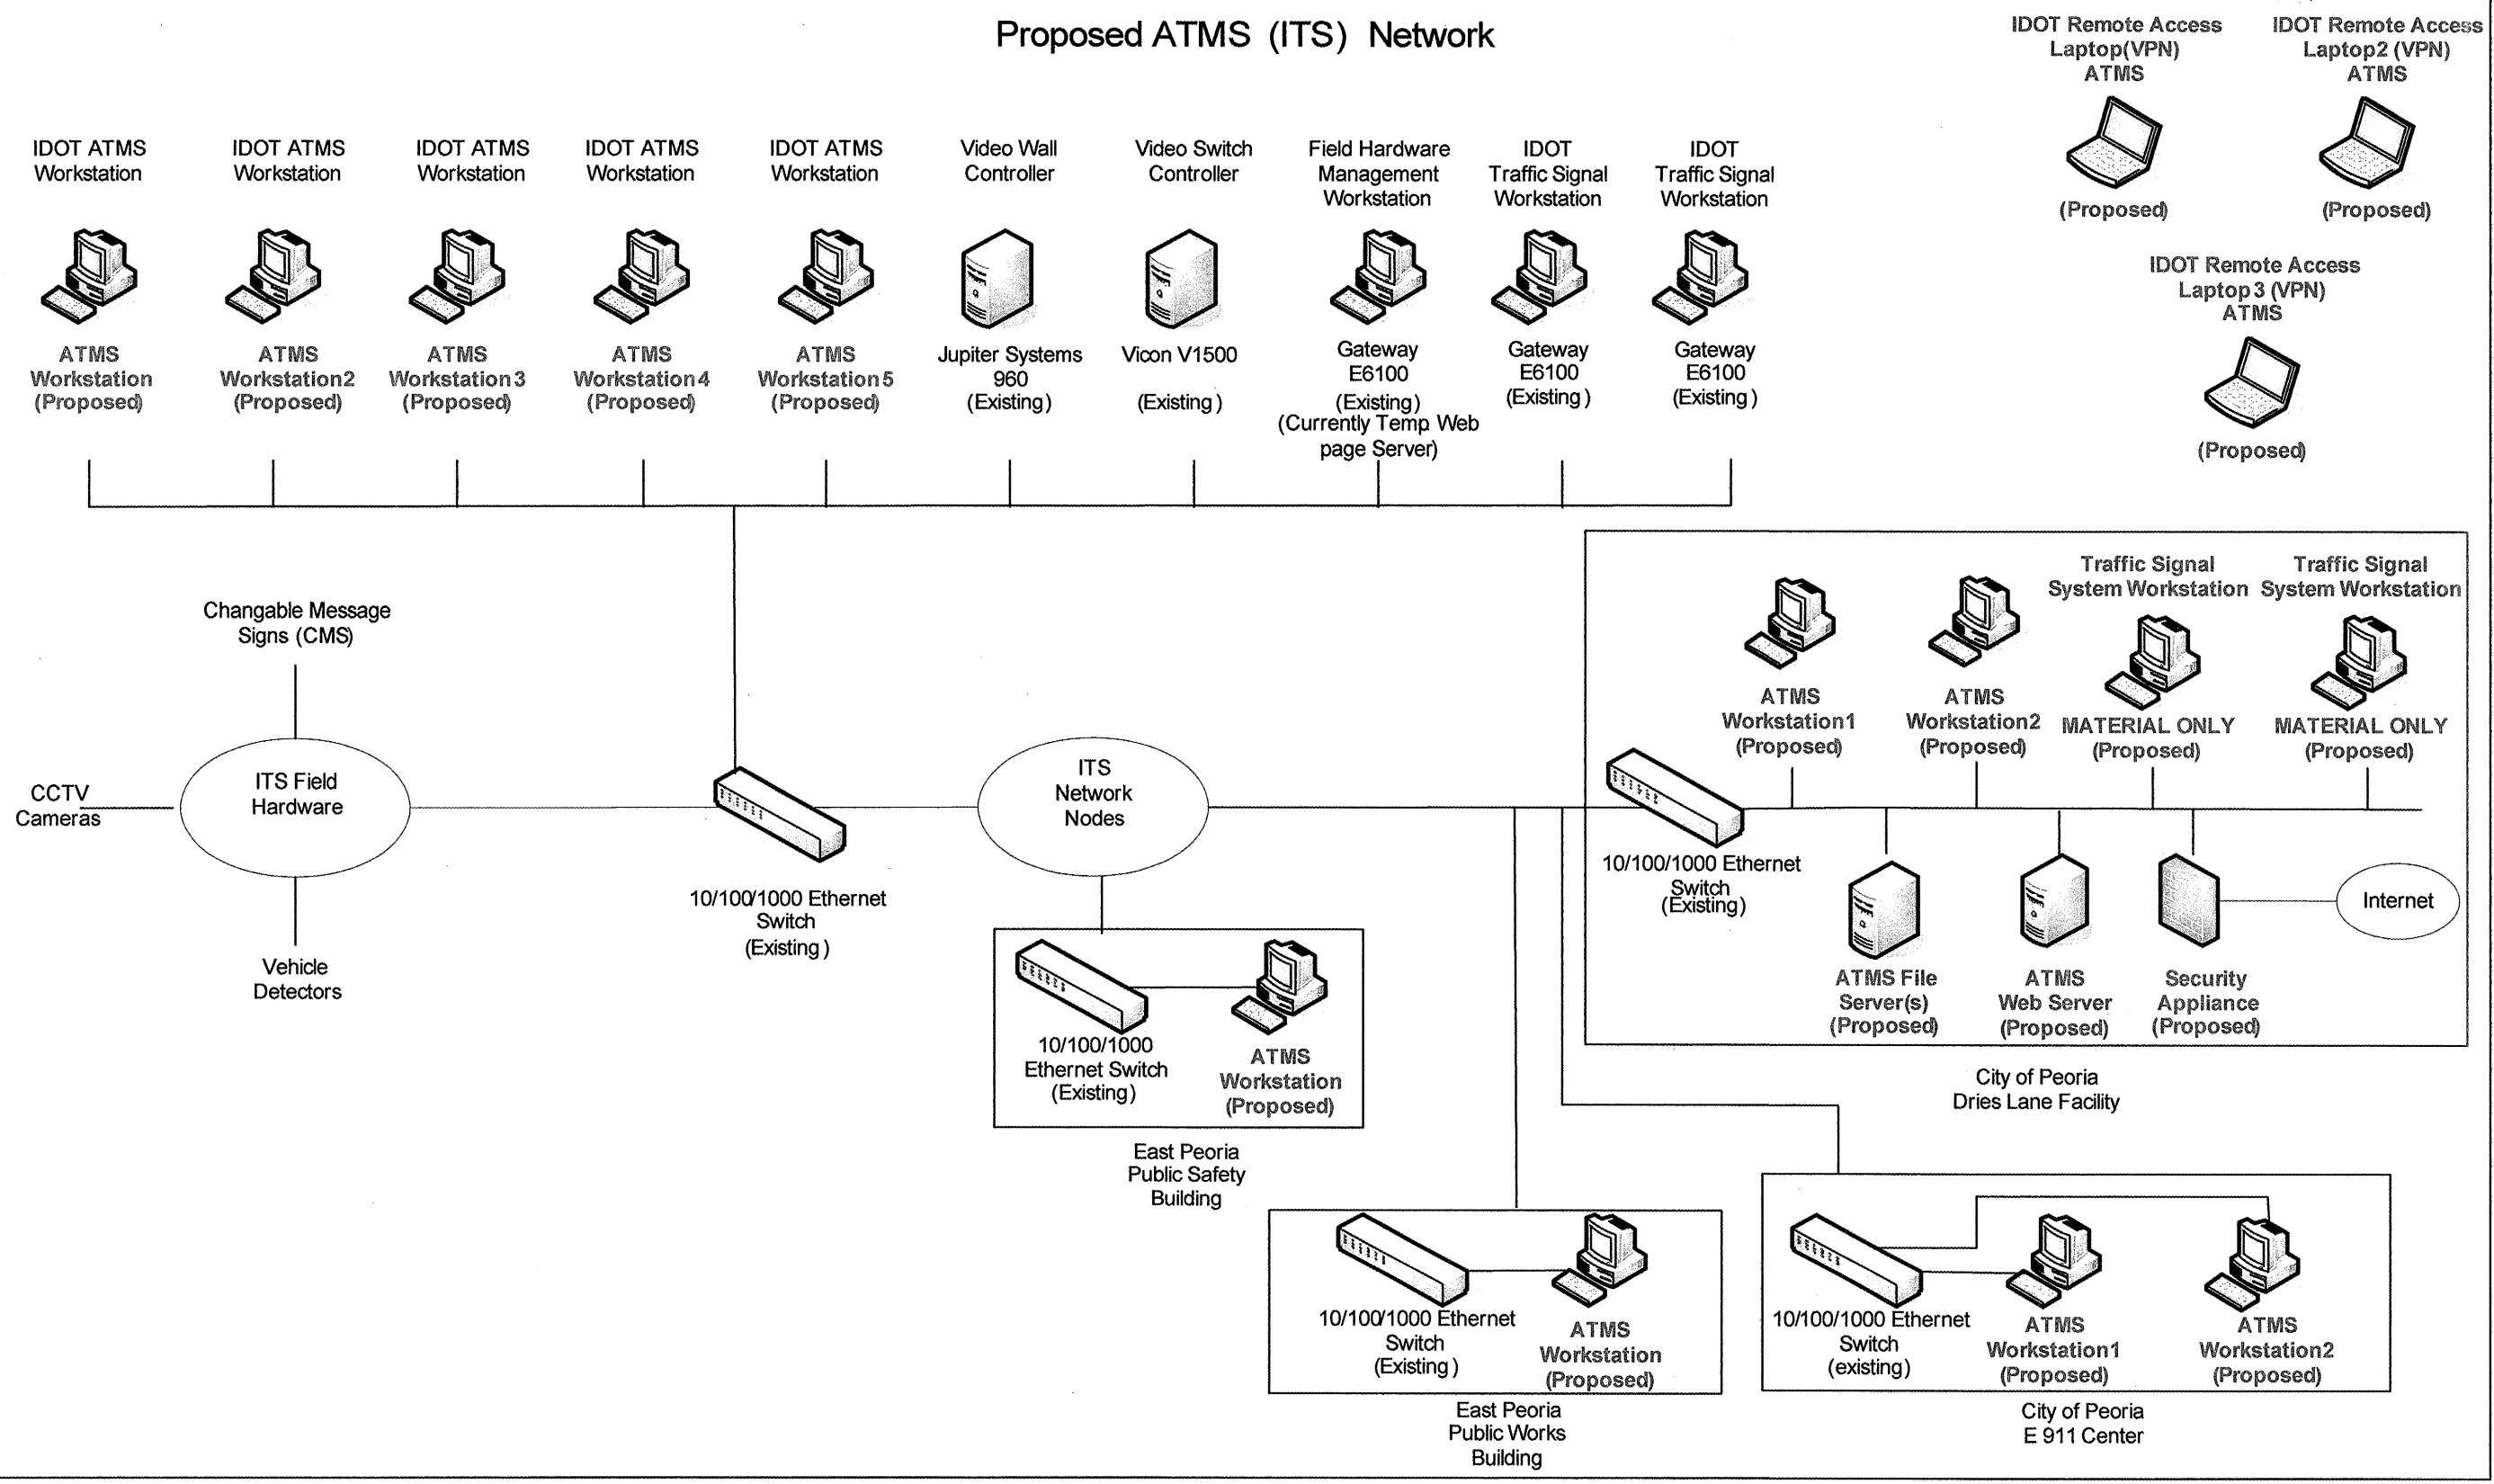 Proposed ATMS (ITS) Network
IDOT Remote Access
Laptop(VPN)
ATMS
(Proposed)
IDOT Remote Access
Laptop2 (VPN)
ATMS
(Proposed)
IDOT Remote Access
Laptop 3 (VPN)
ATMS
(Proposed)
IDOT ATMS
Workstation
ATMS
Workstation
(Proposed)
IDOT ATMS
Workstation
ATMS
Workstation2
(Proposed)
IDOT ATMS
Workstation
ATMS
Workstation 3
(Proposed)
IDOT ATMS
Workstation
ATMS
Workstation 4
(Proposed)
IDOT ATMS
Workstation
ATMS
Workstation 5
(Proposed)
Video Wall
Controller
Jupiter Systems
960
(Existing)
Video Switch
Controller
Vicon V1500
(Existing)
Field Hardware
Management
Workstation
Gateway
E6100
(Existing)
(Currently Temp Web
page Server)
IDOT
Traffic Signal
Workstation
Gateway
E6100
(Existing)
IDOT
Traffic Signal
Workstation
Gateway
E6100
(Existing)
Changable Message
Signs (CMS)
CCTV
Cameras
ITS Field
Hardware
Vehicle
Detectors
10/100/1000 Ethernet
Switch
(Existing)
ITS
Network
Nodes
10/100/1000
Ethernet Switch
(Existing)
ATMS
Workstation
(Proposed)
East Peoria
Public Safety
Building
ATMS
Workstation1
(Proposed)
ATMS
Workstation2
(Proposed)
Traffic Signal
System Workstation
MATERIAL ONLY
(Proposed)
Traffic Signal
System Workstation
MATERIAL ONLY
(Proposed)
10/100/1000 Ethernet
Switch
(Existing)
ATMS File
Server(s)
(Proposed)
ATMS
Web Server
(Proposed)
Security
Appliance
(Proposed)
Internet
City of Peoria
Dries Lane Facility
10/100/1000 Ethernet
Switch
(Existing)
ATMS
Workstation
(Proposed)
East Peoria
Public Works
Building
10/100/1000 Ethernet
Switch
(existing)
ATMS
Workstation1
(Proposed)
ATMS
Workstation2
(Proposed)
City of Peoria
E 911 Center